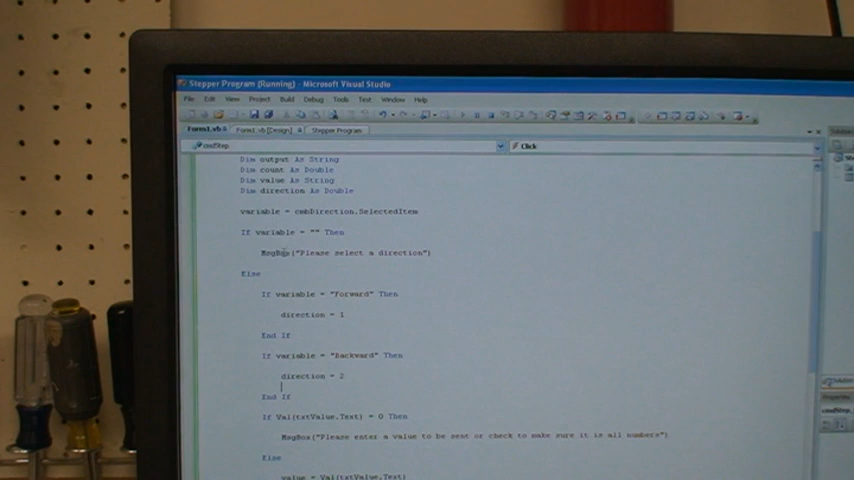 Stepper Program (Running) - Microsoft Visual Studio
File Edit View Project Build Debug Tools Test Window Help
Form1.vb Form1.vb [Design] Stepper Program
cmdStep Click
Dim output As String
Dim count As Double
Dim value As String
Dim direction As Double
variable = cmbDirection.SelectedItem
If variable = "" Then
MsgBox("Please select a direction")
Else
If variable = "Forward" Then
direction = 1
End If
If variable = "Backward" Then
direction = 2
End If
If Val(txtValue.Text) = 0 Then
MsgBox("Please enter a value to be sent or check to make sure it is all numbers")
Else
value = Val(txtValue.Text)
Solution
Solution
Properties
cmdStep